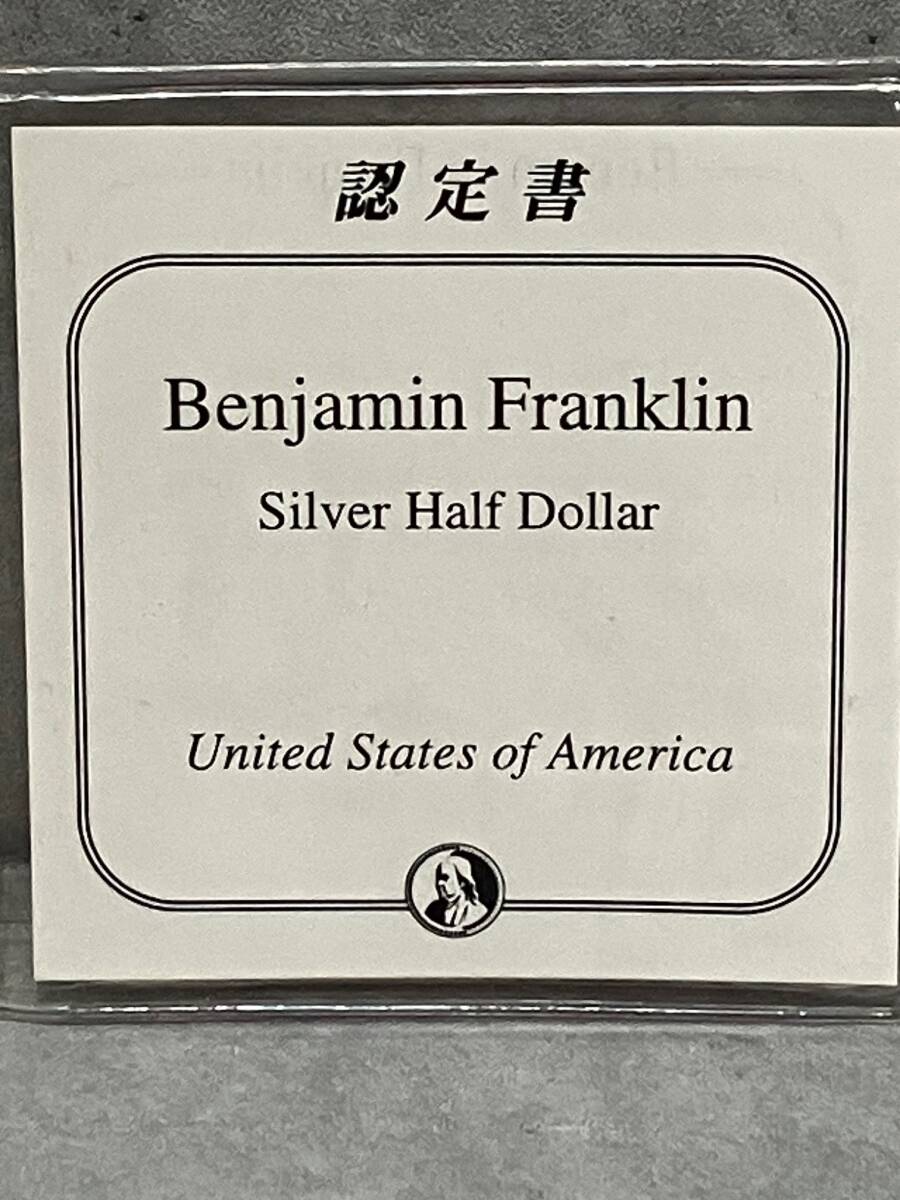 認定書
Benjamin Franklin
Silver Half Dollar
United States of America